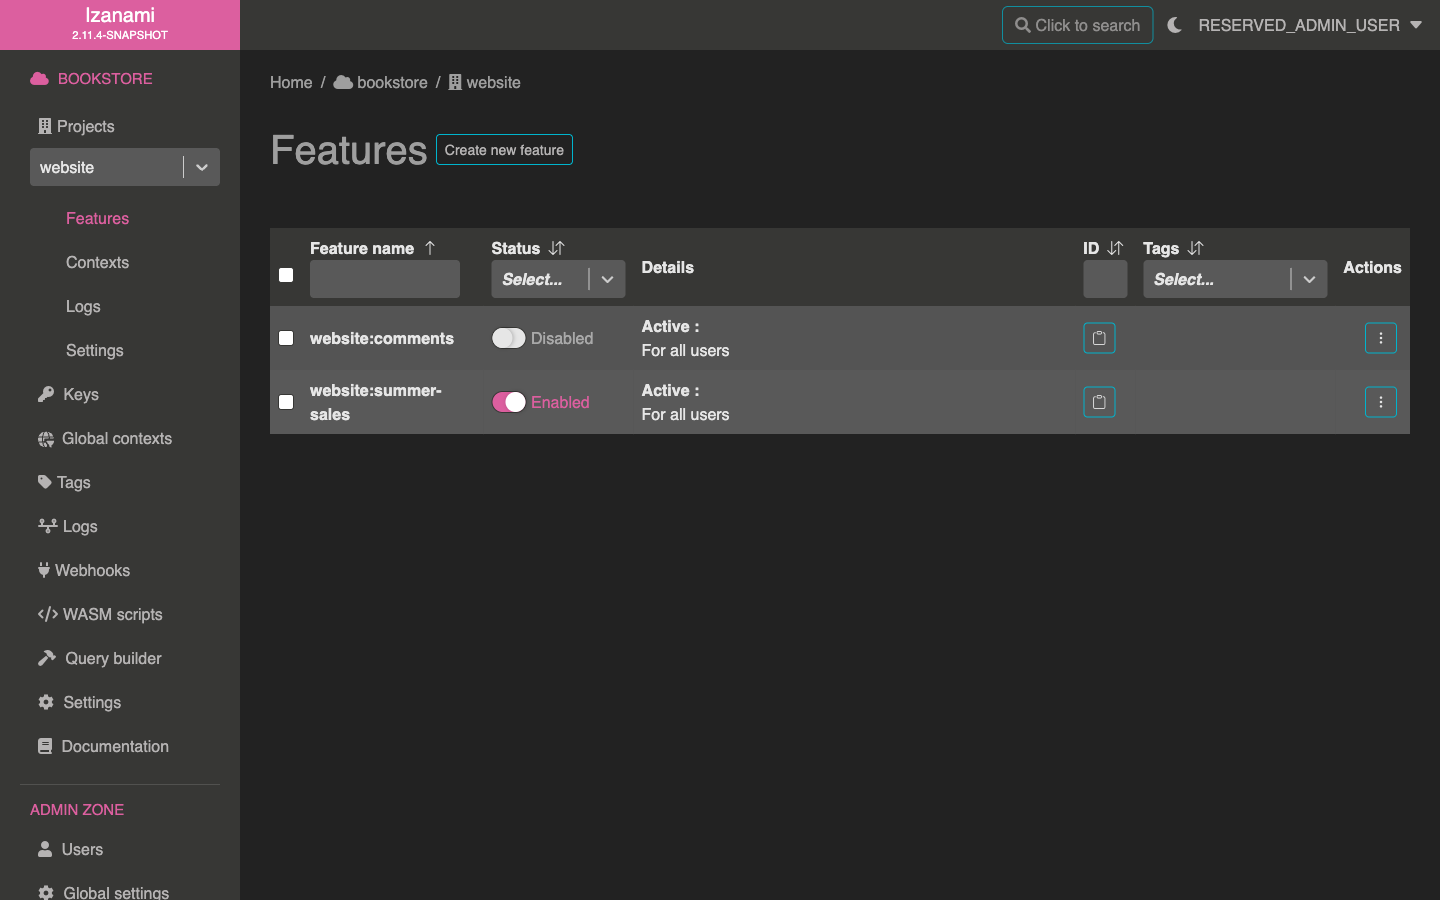 Izanami
2.11.4-SNAPSHOT
Click to search
RESERVED_ADMIN_USER
BOOKSTORE
Projects
website
Features
Contexts
Logs
Settings
Keys
Global contexts
Tags
Logs
Webhooks
WASM scripts
Query builder
Settings
Documentation
ADMIN ZONE
Users
Global settings
Home / bookstore / website
Features Create new feature
Feature name Status Details ID Tags Actions
Select... Select...
website:comments Disabled Active :
For all users
website:summer-
sales Enabled Active :
For all users